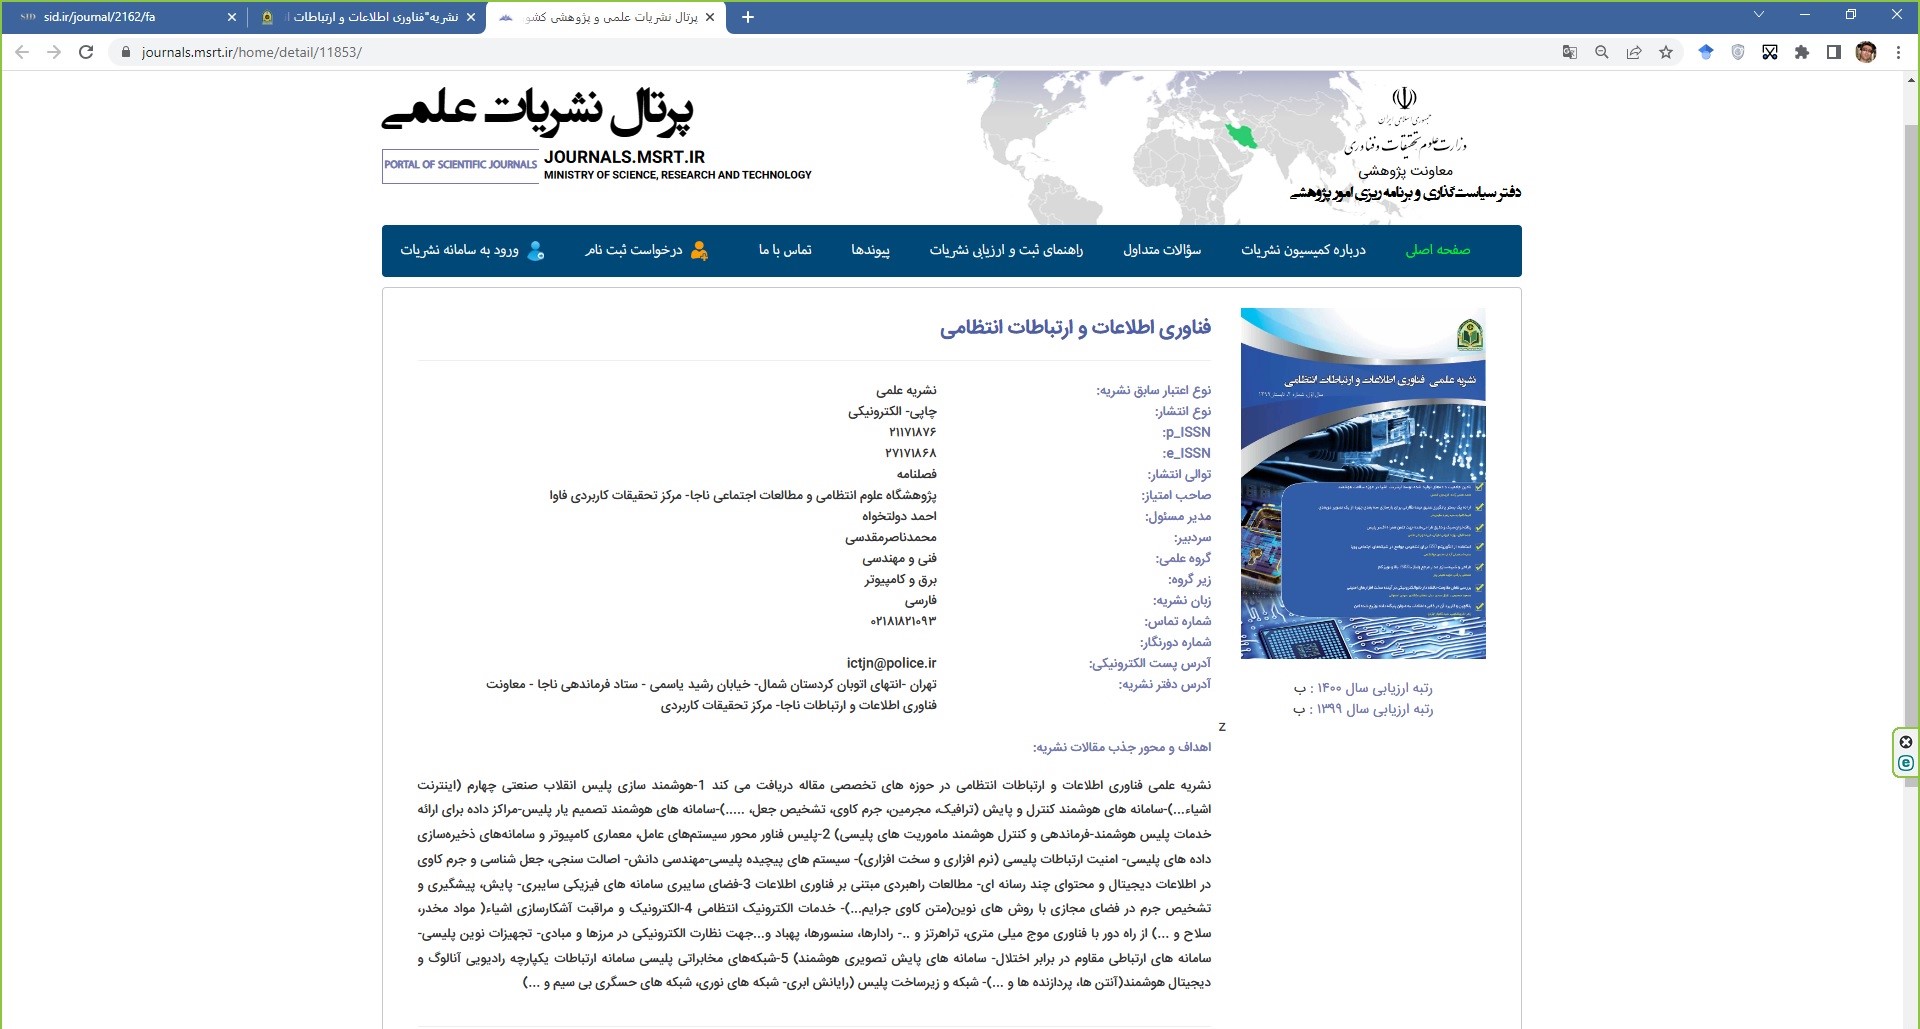 sid.ir/journal/2162/fa
نشریه"فناوری اطلاعات و ارتباطات ا
پرتال نشریات علمی و پژوهشی کشو
journals.msrt.ir/home/detail/11853/
پرتال نشریات علمی
PORTAL OF SCIENTIFIC JOURNALS
JOURNALS.MSRT.IR
MINISTRY OF SCIENCE, RESEARCH AND TECHNOLOGY
جمهوری اسلامی ایران
وزارت علوم تحقیقات و فناوری
معاونت پژوهشی
دفتر سیاست‌گذاری و برنامه ریزی امور پژوهشی
صفحه اصلی
درباره کمیسیون نشریات
سؤالات متداول
راهنمای ثبت و ارزیابی نشریات
پیوندها
تماس با ما
درخواست ثبت نام
ورود به سامانه نشریات
نشریه علمی فناوری اطلاعات و ارتباطات انتظامی
رتبه ارزیابی سال ۱۴۰۰ : ب
رتبه ارزیابی سال ۱۳۹۹ : ب
فناوری اطلاعات و ارتباطات انتظامی
نوع اعتبار سابق نشریه: نشریه علمی
نوع انتشار: چاپی- الکترونیکی
p_ISSN: ۲۱۱۷۱۸۷۶
e_ISSN: ۲۷۱۷۱۸۶۸
توالی انتشار: فصلنامه
صاحب امتیاز: پژوهشگاه علوم انتظامی و مطالعات اجتماعی ناجا- مرکز تحقیقات کاربردی فاوا
مدیر مسئول: احمد دولتخواه
سردبیر: محمدناصرمقدسی
گروه علمی: فنی و مهندسی
زیر گروه: برق و کامپیوتر
زبان نشریه: فارسی
شماره تماس: ۰۲۱۸۱۸۲۱۰۹۳
شماره دورنگار:
آدرس پست الکترونیکی: ictjn@police.ir
آدرس دفتر نشریه: تهران -انتهای اتوبان کردستان شمال- خیابان رشید یاسمی - ستاد فرماندهی ناجا - معاونت
فناوری اطلاعات و ارتباطات ناجا- مرکز تحقیقات کاربردی
z
اهداف و محور جذب مقالات نشریه:
نشریه علمی فناوری اطلاعات و ارتباطات انتظامی در حوزه های تخصصی مقاله دریافت می کند 1-هوشمند سازی پلیس انقلاب صنعتی چهارم (اینترنت
اشیاء...)-سامانه های هوشمند کنترل و پایش (ترافیک، مجرمین، جرم کاوی، تشخیص جعل، .....)-سامانه های هوشمند تصمیم یار پلیس-مراکز داده برای ارائه
خدمات پلیس هوشمند-فرماندهی و کنترل هوشمند ماموریت های پلیسی) 2-پلیس فناور محور سیستم‌های عامل، معماری کامپیوتر و سامانه‌های ذخیره‌سازی
داده های پلیسی- امنیت ارتباطات پلیسی (نرم افزاری و سخت افزاری)- سیستم های پیچیده پلیسی-مهندسی دانش- اصالت سنجی، جعل شناسی و جرم کاوی
در اطلاعات دیجیتال و محتوای چند رسانه ای- مطالعات راهبردی مبتنی بر فناوری اطلاعات 3-فضای سایبری سامانه های فیزیکی سایبری- پایش، پیشگیری و
تشخیص جرم در فضای مجازی با روش های نوین(متن کاوی جرایم...)- خدمات الکترونیک انتظامی 4-الکترونیک و مراقبت آشکارسازی اشیاء( مواد مخدر،
سلاح و ...) از راه دور با فناوری موج میلی متری، تراهرتز و ..- رادارها، سنسورها، پهپاد و...جهت نظارت الکترونیکی در مرزها و مبادی- تجهیزات نوین پلیسی-
سامانه های ارتباطی مقاوم در برابر اختلال- سامانه های پایش تصویری هوشمند) 5-شبکه‌های مخابراتی پلیسی سامانه ارتباطات یکپارچه رادیویی آنالوگ و
دیجیتال هوشمند(آنتن ها، پردازنده ها و ...)- شبکه و زیرساخت پلیس (رایانش ابری- شبکه های نوری، شبکه های حسگری بی سیم و ...)